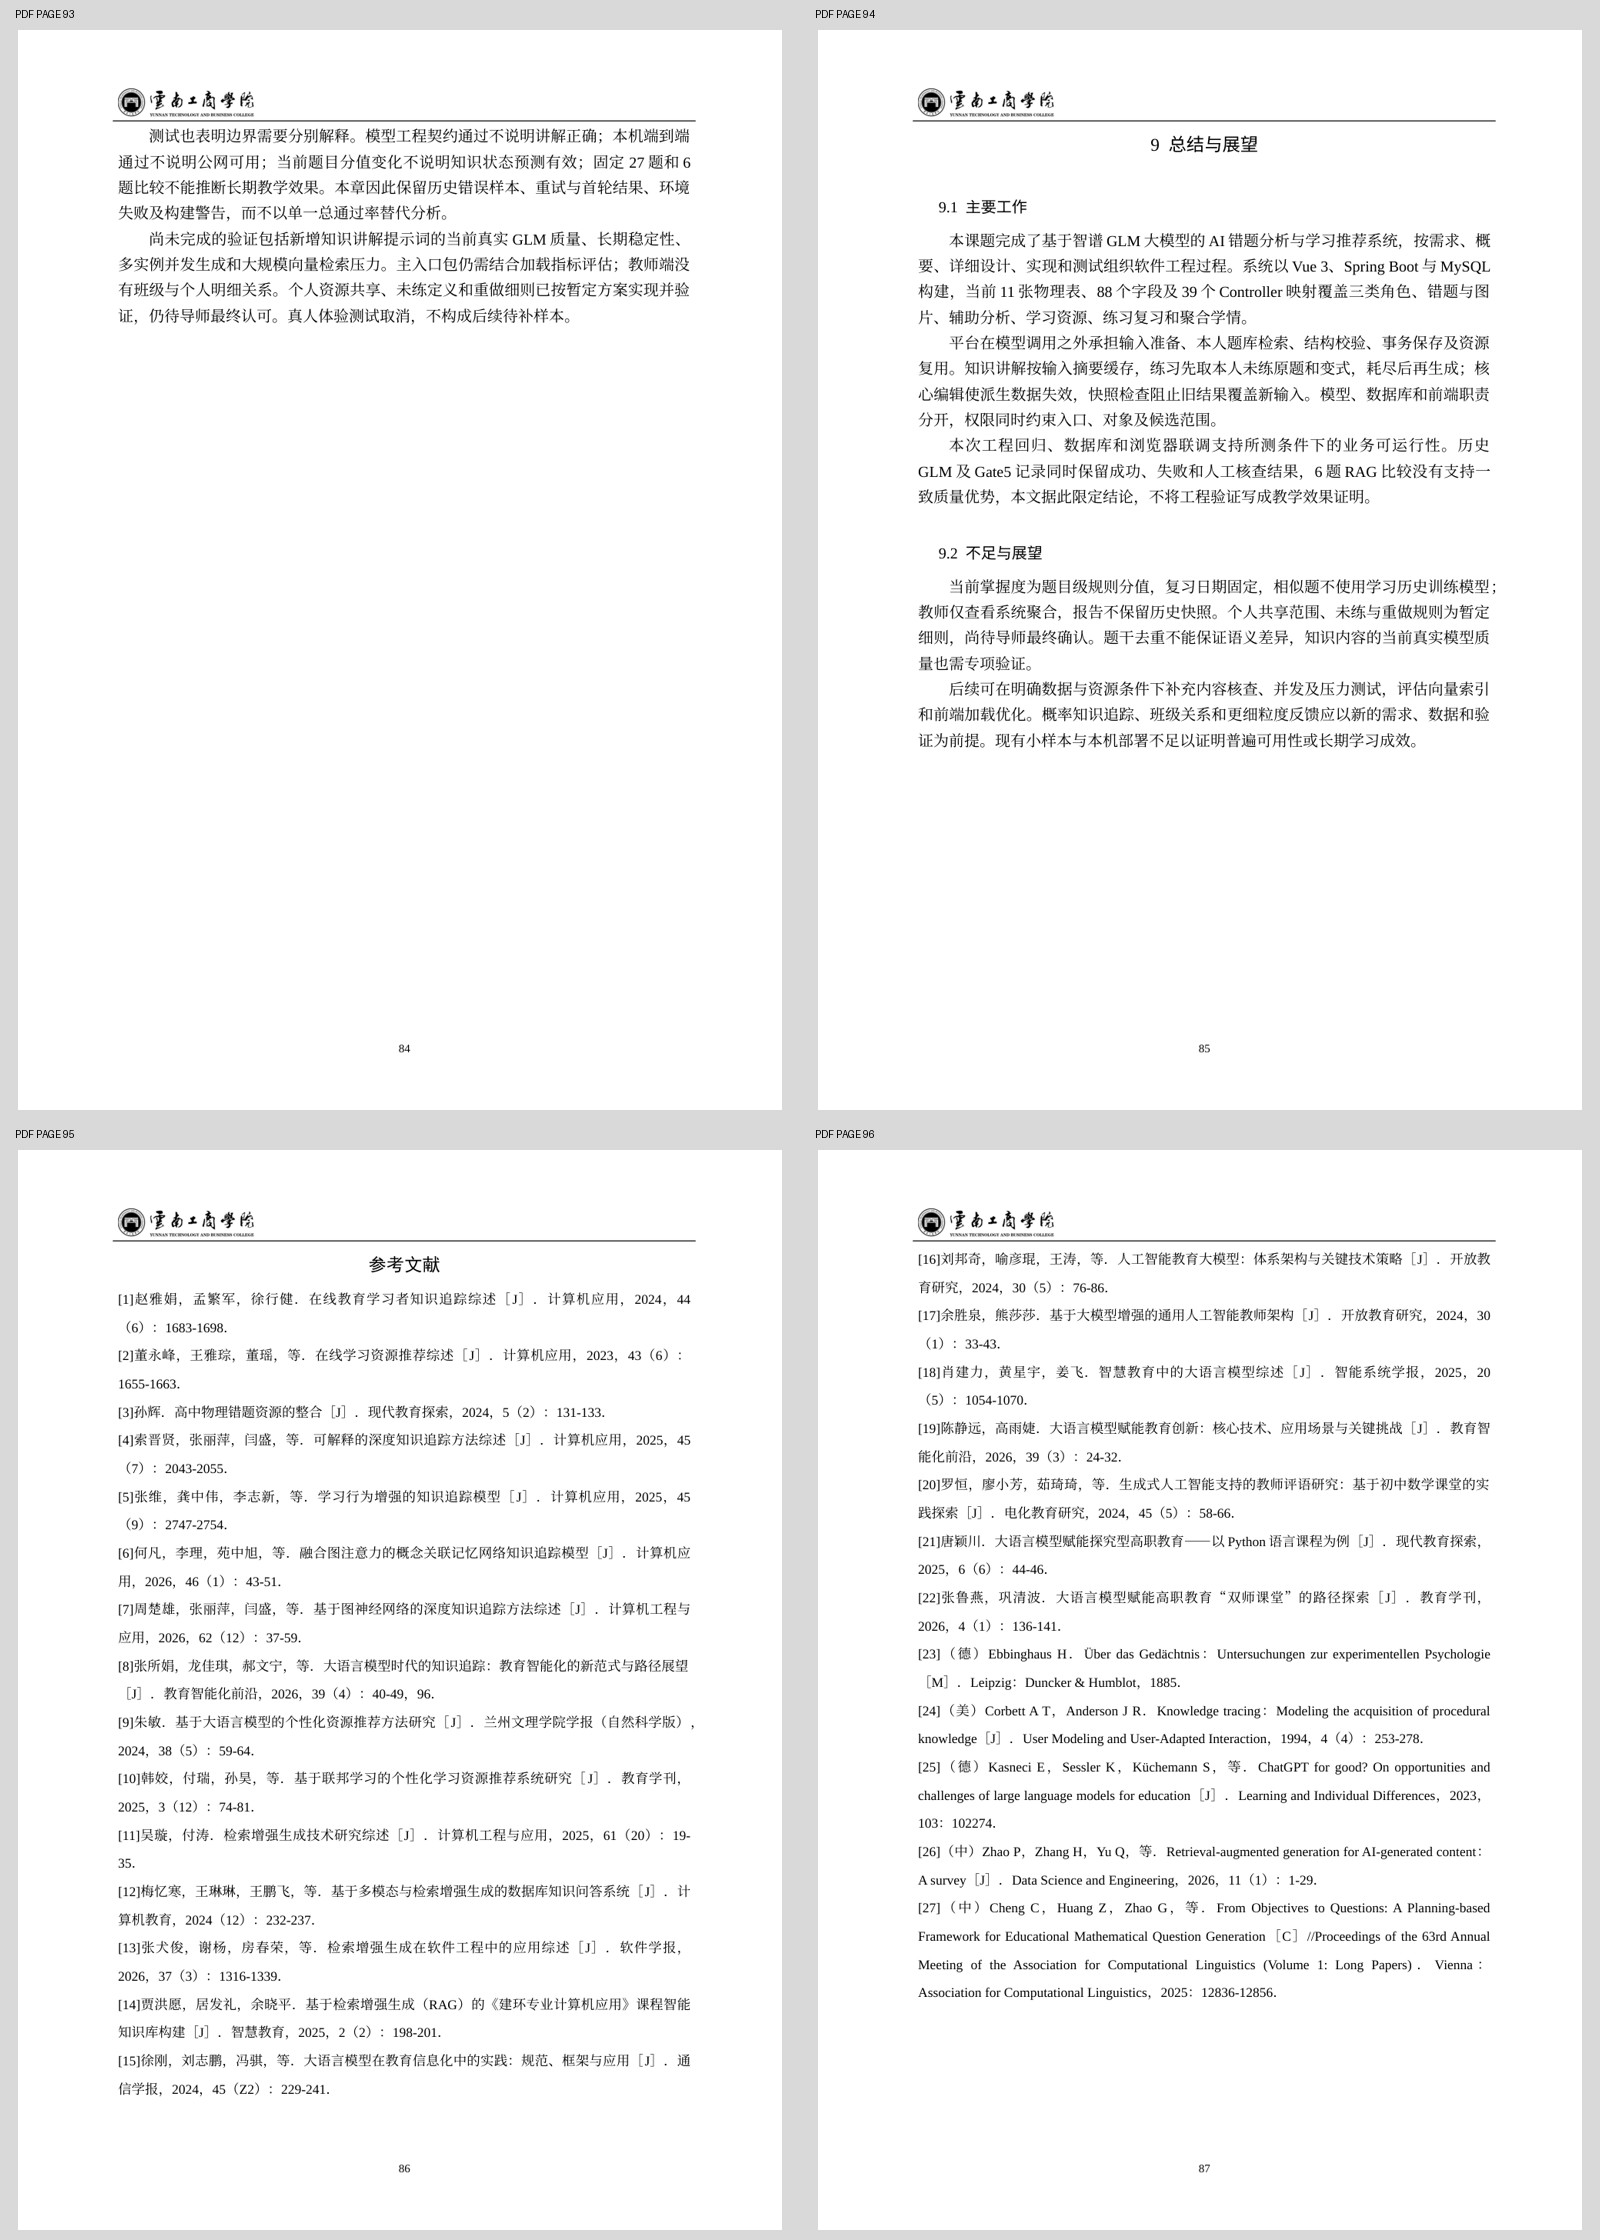 PDF PAGE 93
雲南工商學院
YUNNAN TECHNOLOGY AND BUSINESS COLLEGE
测试也表明边界需要分别解释。模型工程契约通过不说明讲解正确；本机端到端
通过不说明公网可用；当前题目分值变化不说明知识状态预测有效；固定 27 题和 6
题比较不能推断长期教学效果。本章因此保留历史错误样本、重试与首轮结果、环境
失败及构建警告，而不以单一总通过率替代分析。
尚未完成的验证包括新增知识讲解提示词的当前真实 GLM 质量、长期稳定性、
多实例并发生成和大规模向量检索压力。主入口包仍需结合加载指标评估；教师端没
有班级与个人明细关系。个人资源共享、未练定义和重做细则已按暂定方案实现并验
证，仍待导师最终认可。真人体验测试取消，不构成后续待补样本。
84
PDF PAGE 94
雲南工商學院
YUNNAN TECHNOLOGY AND BUSINESS COLLEGE
9 总结与展望
9.1 主要工作
本课题完成了基于智谱 GLM 大模型的 AI 错题分析与学习推荐系统，按需求、概
要、详细设计、实现和测试组织软件工程过程。系统以 Vue 3、Spring Boot 与 MySQL
构建，当前 11 张物理表、88 个字段及 39 个 Controller 映射覆盖三类角色、错题与图
片、辅助分析、学习资源、练习复习和聚合学情。
平台在模型调用之外承担输入准备、本人题库检索、结构校验、事务保存及资源
复用。知识讲解按输入摘要缓存，练习先取本人未练原题和变式，耗尽后再生成；核
心编辑使派生数据失效，快照检查阻止旧结果覆盖新输入。模型、数据库和前端职责
分开，权限同时约束入口、对象及候选范围。
本次工程回归、数据库和浏览器联调支持所测条件下的业务可运行性。历史
GLM 及 Gate5 记录同时保留成功、失败和人工核查结果，6 题 RAG 比较没有支持一
致质量优势，本文据此限定结论，不将工程验证写成教学效果证明。
9.2 不足与展望
当前掌握度为题目级规则分值，复习日期固定，相似题不使用学习历史训练模型；
教师仅查看系统聚合，报告不保留历史快照。个人共享范围、未练与重做规则为暂定
细则，尚待导师最终确认。题干去重不能保证语义差异，知识内容的当前真实模型质
量也需专项验证。
后续可在明确数据与资源条件下补充内容核查、并发及压力测试，评估向量索引
和前端加载优化。概率知识追踪、班级关系和更细粒度反馈应以新的需求、数据和验
证为前提。现有小样本与本机部署不足以证明普遍可用性或长期学习成效。
85
PDF PAGE 95
雲南工商學院
YUNNAN TECHNOLOGY AND BUSINESS COLLEGE
参考文献
[1]赵雅娟，孟繁军，徐行健．在线教育学习者知识追踪综述［J］．计算机应用，2024，44
（6）：1683-1698.
[2]董永峰，王雅琮，董瑶，等．在线学习资源推荐综述［J］．计算机应用，2023，43（6）：
1655-1663.
[3]孙辉．高中物理错题资源的整合［J］．现代教育探索，2024，5（2）：131-133.
[4]索晋贤，张丽萍，闫盛，等．可解释的深度知识追踪方法综述［J］．计算机应用，2025，45
（7）：2043-2055.
[5]张维，龚中伟，李志新，等．学习行为增强的知识追踪模型［J］．计算机应用，2025，45
（9）：2747-2754.
[6]何凡，李理，苑中旭，等．融合图注意力的概念关联记忆网络知识追踪模型［J］．计算机应
用，2026，46（1）：43-51.
[7]周楚雄，张丽萍，闫盛，等．基于图神经网络的深度知识追踪方法综述［J］．计算机工程与
应用，2026，62（12）：37-59.
[8]张所娟，龙佳琪，郝文宁，等．大语言模型时代的知识追踪：教育智能化的新范式与路径展望
［J］．教育智能化前沿，2026，39（4）：40-49，96.
[9]朱敏．基于大语言模型的个性化资源推荐方法研究［J］．兰州文理学院学报（自然科学版），
2024，38（5）：59-64.
[10]韩姣，付瑞，孙昊，等．基于联邦学习的个性化学习资源推荐系统研究［J］．教育学刊，
2025，3（12）：74-81.
[11]吴璇，付涛．检索增强生成技术研究综述［J］．计算机工程与应用，2025，61（20）：19-
35.
[12]梅忆寒，王琳琳，王鹏飞，等．基于多模态与检索增强生成的数据库知识问答系统［J］．计
算机教育，2024（12）：232-237.
[13]张犬俊，谢杨，房春荣，等．检索增强生成在软件工程中的应用综述［J］．软件学报，
2026，37（3）：1316-1339.
[14]贾洪愿，居发礼，余晓平．基于检索增强生成（RAG）的《建环专业计算机应用》课程智能
知识库构建［J］．智慧教育，2025，2（2）：198-201.
[15]徐刚，刘志鹏，冯骐，等．大语言模型在教育信息化中的实践：规范、框架与应用［J］．通
信学报，2024，45（Z2）：229-241.
86
PDF PAGE 96
雲南工商學院
YUNNAN TECHNOLOGY AND BUSINESS COLLEGE
[16]刘邦奇，喻彦琨，王涛，等．人工智能教育大模型：体系架构与关键技术策略［J］．开放教
育研究，2024，30（5）：76-86.
[17]余胜泉，熊莎莎．基于大模型增强的通用人工智能教师架构［J］．开放教育研究，2024，30
（1）：33-43.
[18]肖建力，黄星宇，姜飞．智慧教育中的大语言模型综述［J］．智能系统学报，2025，20
（5）：1054-1070.
[19]陈静远，高雨婕．大语言模型赋能教育创新：核心技术、应用场景与关键挑战［J］．教育智
能化前沿，2026，39（3）：24-32.
[20]罗恒，廖小芳，茹琦琦，等．生成式人工智能支持的教师评语研究：基于初中数学课堂的实
践探索［J］．电化教育研究，2024，45（5）：58-66.
[21]唐颖川．大语言模型赋能探究型高职教育——以 Python 语言课程为例［J］．现代教育探索，
2025，6（6）：44-46.
[22]张鲁燕，巩清波．大语言模型赋能高职教育“双师课堂”的路径探索［J］．教育学刊，
2026，4（1）：136-141.
[23]（德）Ebbinghaus H．Über das Gedächtnis：Untersuchungen zur experimentellen Psychologie
［M］．Leipzig：Duncker & Humblot，1885.
[24]（美）Corbett A T，Anderson J R．Knowledge tracing：Modeling the acquisition of procedural
knowledge［J］．User Modeling and User-Adapted Interaction，1994，4（4）：253-278.
[25]（德）Kasneci E，Sessler K，Küchemann S，等．ChatGPT for good? On opportunities and
challenges of large language models for education［J］．Learning and Individual Differences，2023，
103：102274.
[26]（中）Zhao P，Zhang H，Yu Q，等．Retrieval-augmented generation for AI-generated content：
A survey［J］．Data Science and Engineering，2026，11（1）：1-29.
[27]（中）Cheng C，Huang Z，Zhao G，等．From Objectives to Questions: A Planning-based
Framework for Educational Mathematical Question Generation［C］//Proceedings of the 63rd Annual
Meeting of the Association for Computational Linguistics (Volume 1: Long Papers)．Vienna：
Association for Computational Linguistics，2025：12836-12856.
87